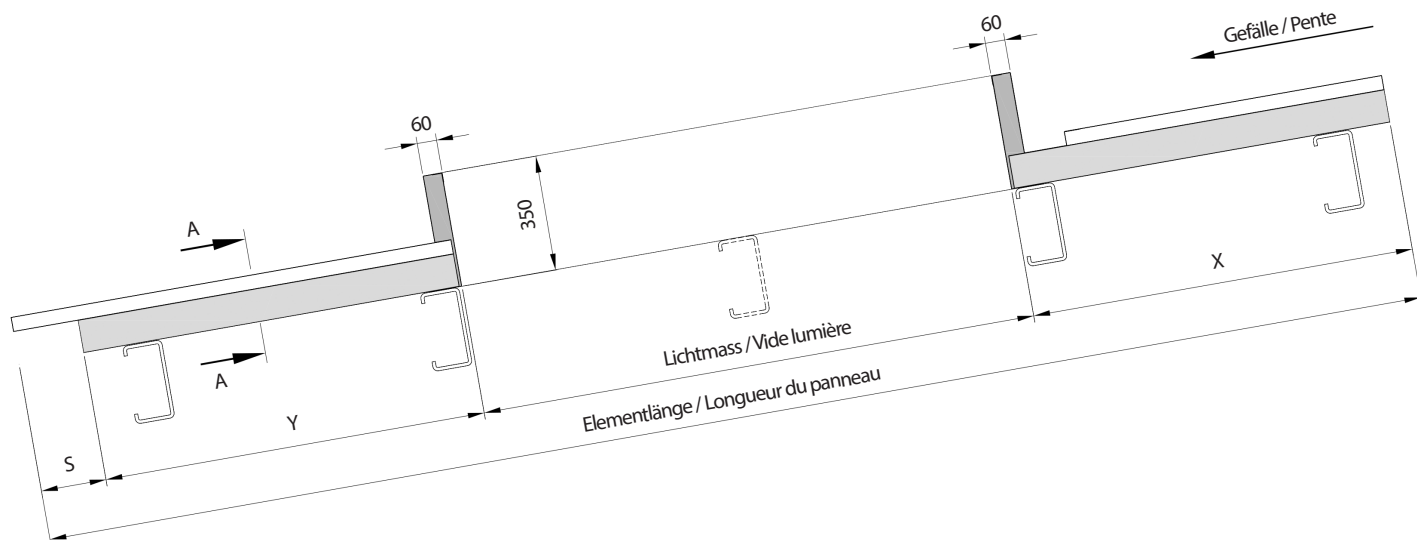 60
Gefälle / Pente
60
350
A
X
Lichtmass / Vide lumière
A
Elementlänge / Longueur du panneau
Y
S